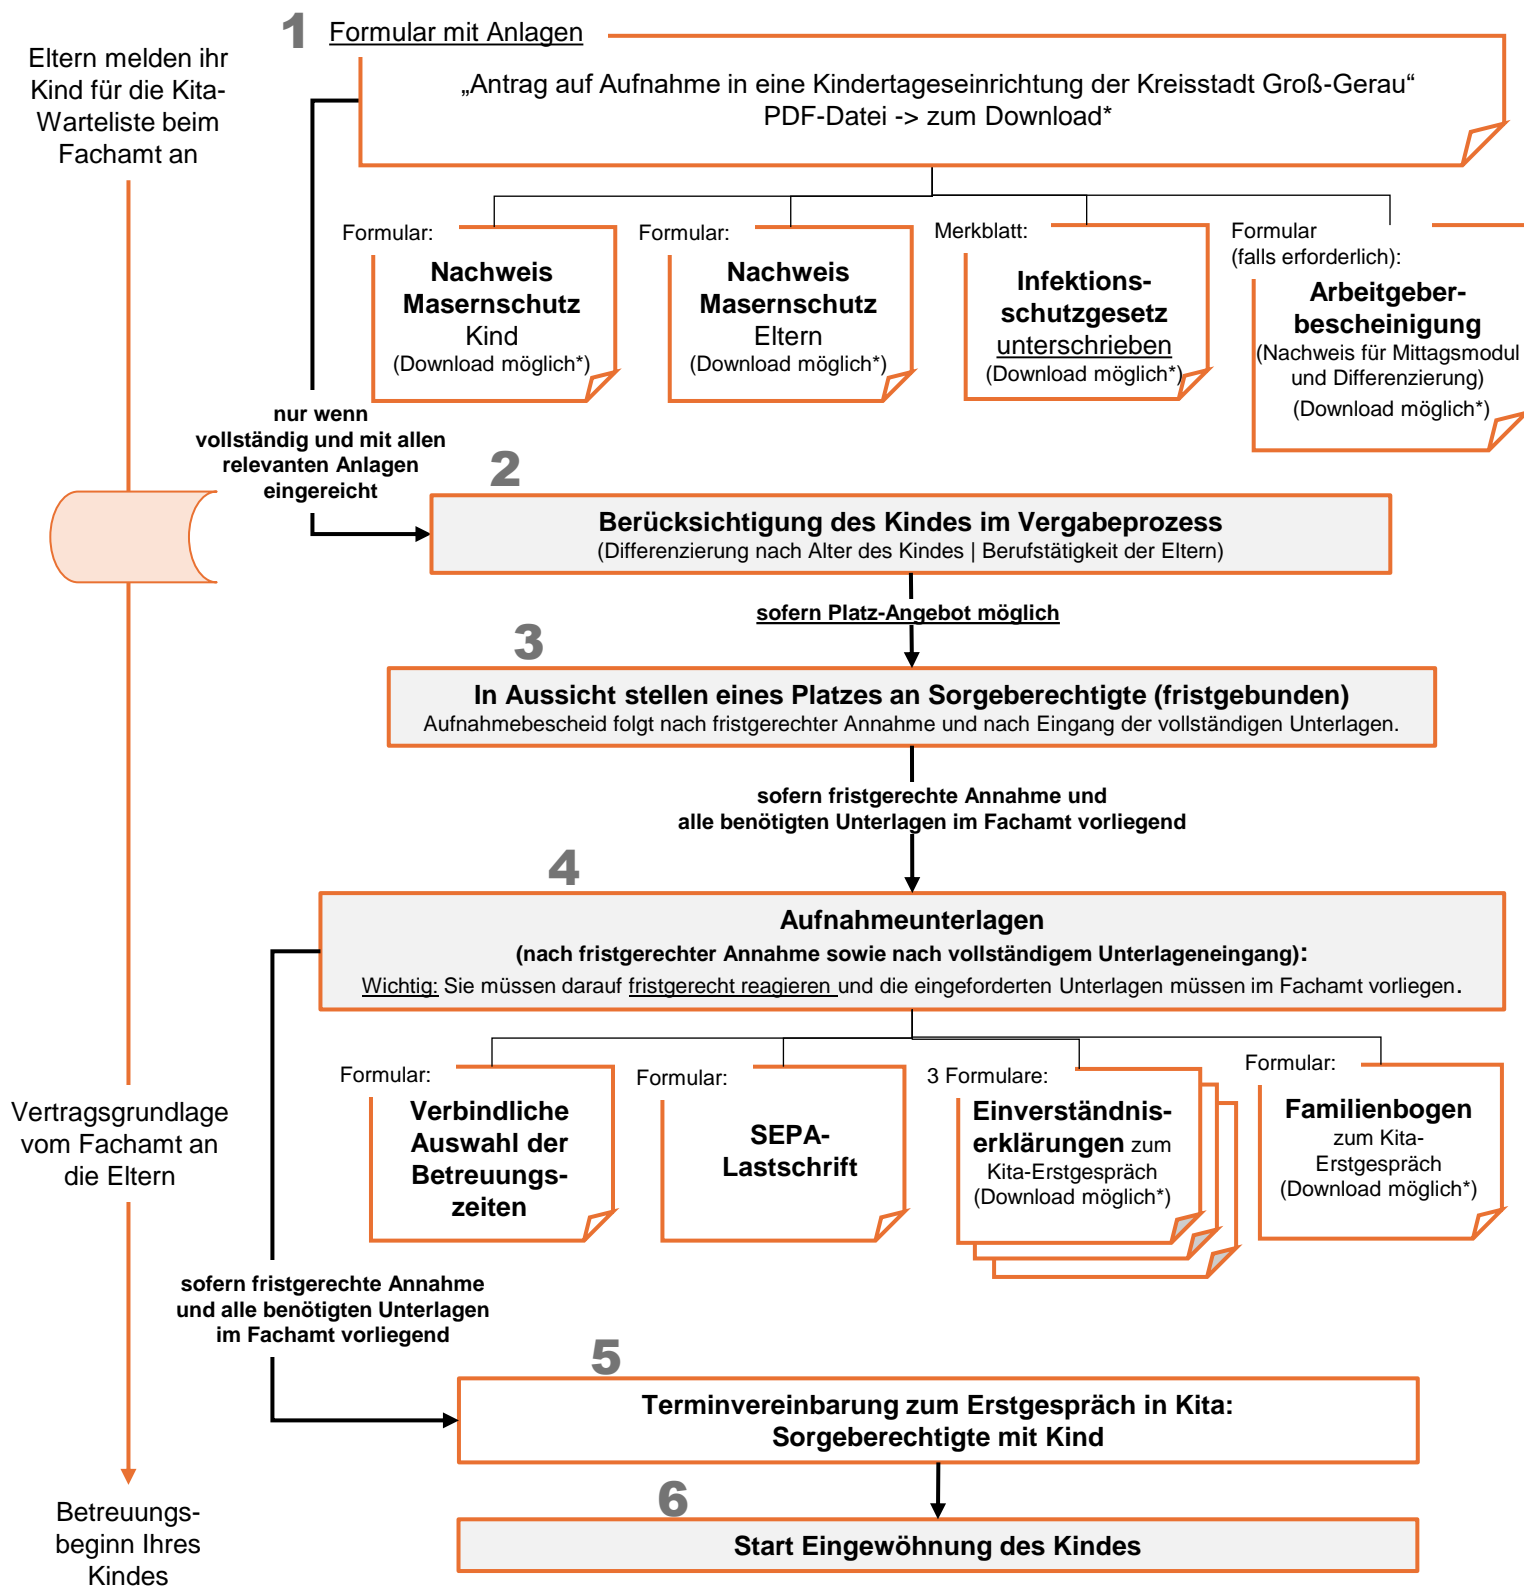 Eltern melden ihr
Kind für die Kita-
Warteliste beim
Fachamt an
1 Formular mit Anlagen
„Antrag auf Aufnahme in eine Kindertageseinrichtung der Kreisstadt Groß-Gerau“
PDF-Datei -> zum Download*
Formular:
Nachweis
Masernschutz
Kind
(Download möglich*)
Formular:
Nachweis
Masernschutz
Eltern
(Download möglich*)
Merkblatt:
Infektions-
schutzgesetz
unterschrieben
(Download möglich*)
Formular
(falls erforderlich):
Arbeitgeber-
bescheinigung
(Nachweis für Mittagsmodul
und Differenzierung)
(Download möglich*)
nur wenn
vollständig und mit allen
relevanten Anlagen
eingereicht
2
Berücksichtigung des Kindes im Vergabeprozess
(Differenzierung nach Alter des Kindes | Berufstätigkeit der Eltern)
sofern Platz-Angebot möglich
3
In Aussicht stellen eines Platzes an Sorgeberechtigte (fristgebunden)
Aufnahmebescheid folgt nach fristgerechter Annahme und nach Eingang der vollständigen Unterlagen.
sofern fristgerechte Annahme und
alle benötigten Unterlagen im Fachamt vorliegend
4
Aufnahmeunterlagen
(nach fristgerechter Annahme sowie nach vollständigem Unterlageneingang):
Wichtig: Sie müssen darauf fristgerecht reagieren und die eingeforderten Unterlagen müssen im Fachamt vorliegen.
Vertragsgrundlage
vom Fachamt an
die Eltern
Formular:
Verbindliche
Auswahl der
Betreuungs-
zeiten
Formular:
SEPA-
Lastschrift
3 Formulare:
Einverständnis-
erklärungen zum
Kita-Erstgespräch
(Download möglich*)
Formular:
Familienbogen
zum Kita-
Erstgespräch
(Download möglich*)
sofern fristgerechte Annahme
und alle benötigten Unterlagen
im Fachamt vorliegend
5
Terminvereinbarung zum Erstgespräch in Kita:
Sorgeberechtigte mit Kind
6
Start Eingewöhnung des Kindes
Betreuungs-
beginn Ihres
Kindes